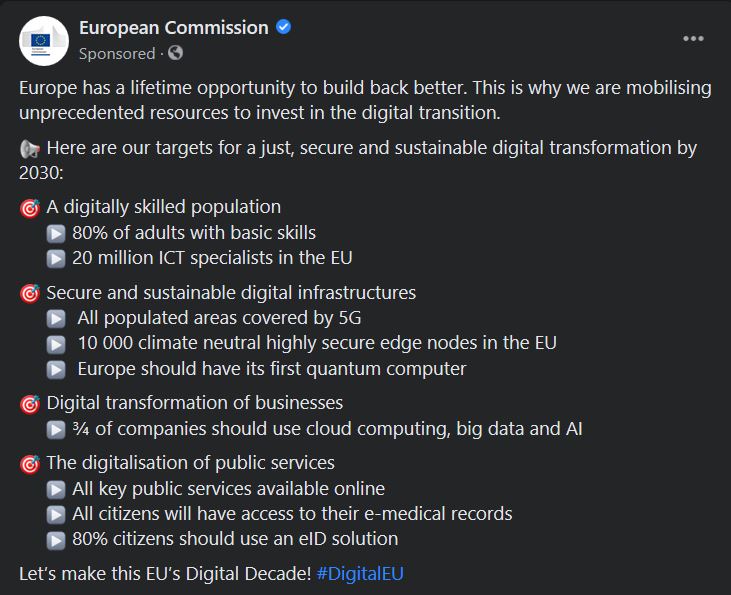 European Commission
Sponsored ·
Europe has a lifetime opportunity to build back better. This is why we are mobilising
unprecedented resources to invest in the digital transition.
📢 Here are our targets for a just, secure and sustainable digital transformation by
2030:
🎯 A digitally skilled population
▶️ 80% of adults with basic skills
▶️ 20 million ICT specialists in the EU
🎯 Secure and sustainable digital infrastructures
▶️ All populated areas covered by 5G
▶️ 10 000 climate neutral highly secure edge nodes in the EU
▶️ Europe should have its first quantum computer
🎯 Digital transformation of businesses
▶️ ¾ of companies should use cloud computing, big data and AI
🎯 The digitalisation of public services
▶️ All key public services available online
▶️ All citizens will have access to their e-medical records
▶️ 80% citizens should use an eID solution
Let's make this EU's Digital Decade! #DigitalEU